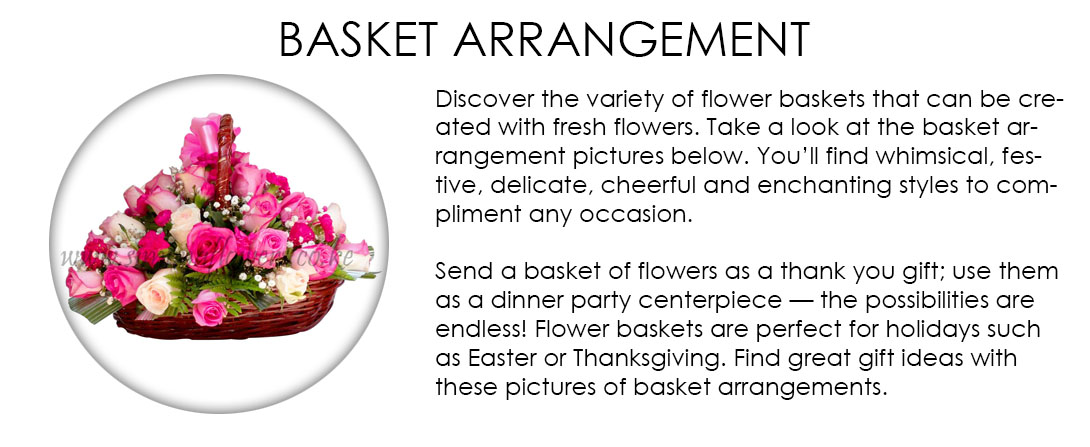 BASKET ARRANGEMENT
Discover the variety of flower baskets that can be cre-
ated with fresh flowers. Take a look at the basket ar-
rangement pictures below. You’ll find whimsical, fes-
tive, delicate, cheerful and enchanting styles to com-
pliment any occasion.
Send a basket of flowers as a thank you gift; use them
as a dinner party centerpiece — the possibilities are
endless! Flower baskets are perfect for holidays such
as Easter or Thanksgiving. Find great gift ideas with
these pictures of basket arrangements.